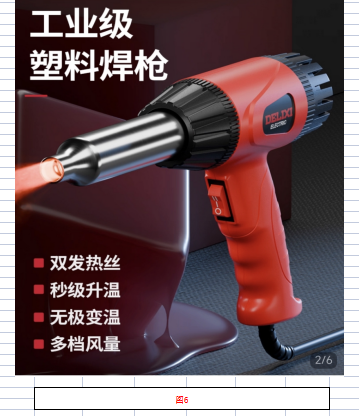 工业级
塑料焊枪
DELIXI
ELECTRIC
双发热丝
秒级升温
无极变温
多档风量
2/6
图6